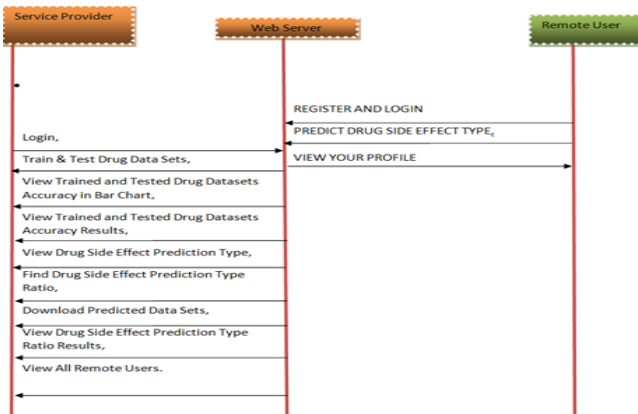 Service Provider
Web Server
Remote User
REGISTER AND LOGIN
PREDICT DRUG SIDE EFFECT TYPE,
VIEW YOUR PROFILE
Login,
Train & Test Drug Data Sets,
View Trained and Tested Drug Datasets
Accuracy in Bar Chart,
View Trained and Tested Drug Datasets
Accuracy Results,
View Drug Side Effect Prediction Type,
Find Drug Side Effect Prediction Type
Ratio,
Download Predicted Data Sets,
View Drug Side Effect Prediction Type
Ratio Results,
View All Remote Users.